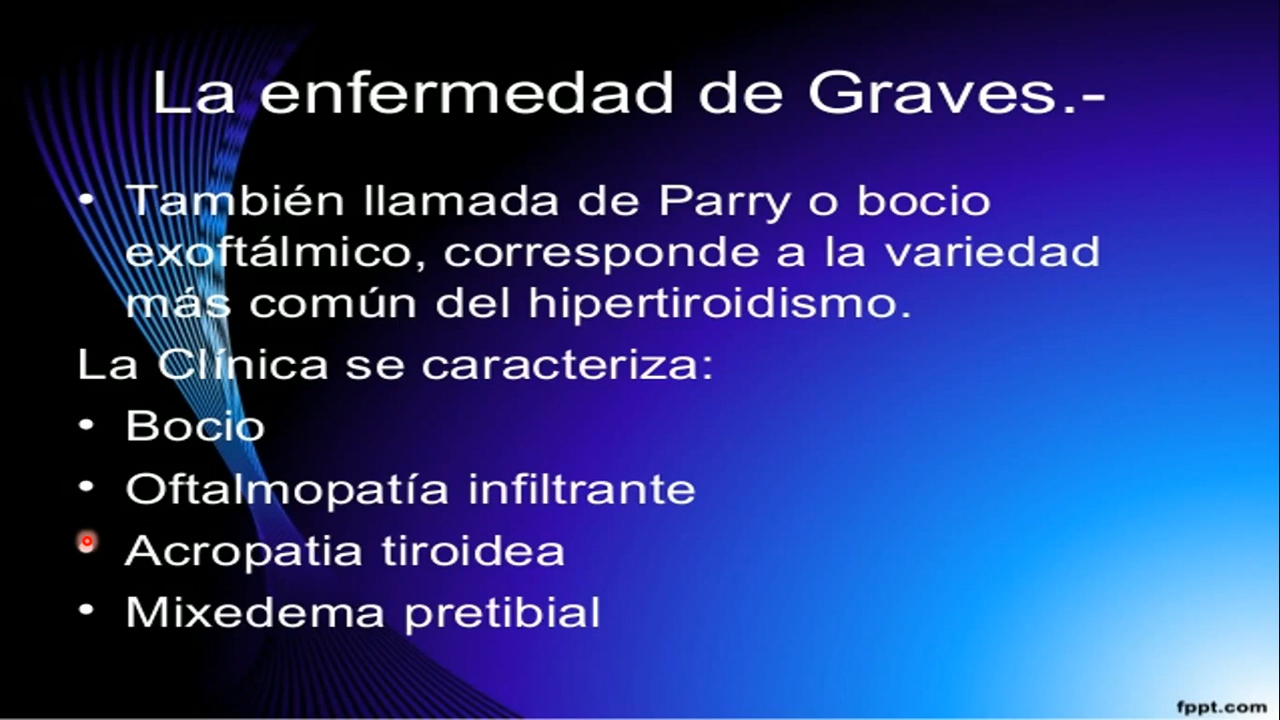 La enfermedad de Graves.-
• También llamada de Parry o bocio
exoftálmico, corresponde a la variedad
más común del hipertiroidismo.
La Clínica se caracteriza:
• Bocio
• Oftalmopatía infiltrante
• Acropatia tiroidea
• Mixedema pretibial
fppt.com